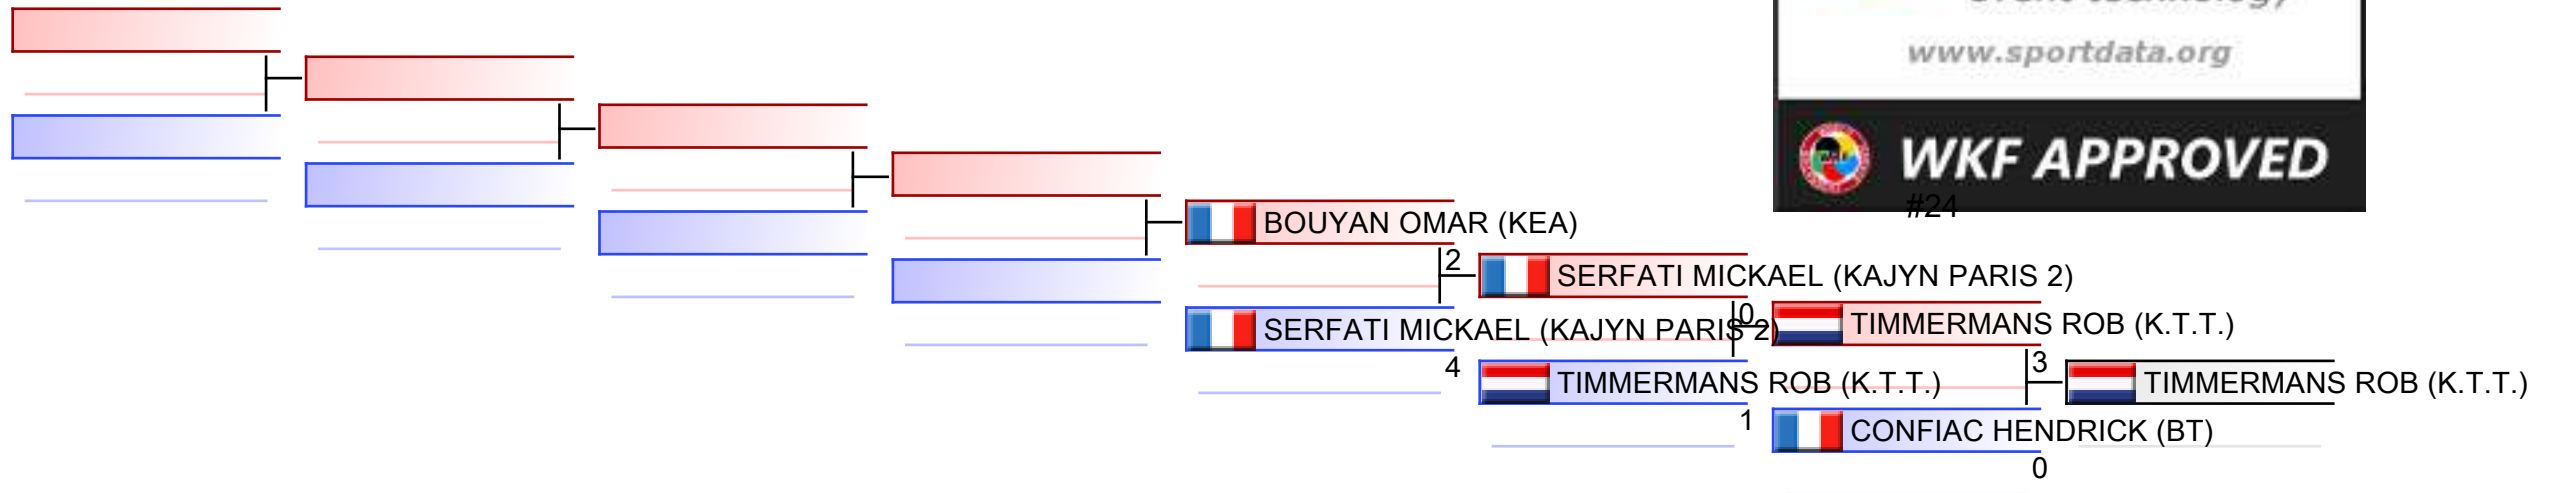 www.sportdata.org
WKF APPROVED
#24
BOUYAN OMAR (KEA)
2
SERFATI MICKAEL (KAJYN PARIS 2)
0
SERFATI MICKAEL (KAJYN PARIS 2)
TIMMERMANS ROB (K.T.T.)
4
3
TIMMERMANS ROB (K.T.T.)
TIMMERMANS ROB (K.T.T.)
1
CONFIAC HENDRICK (BT)
0